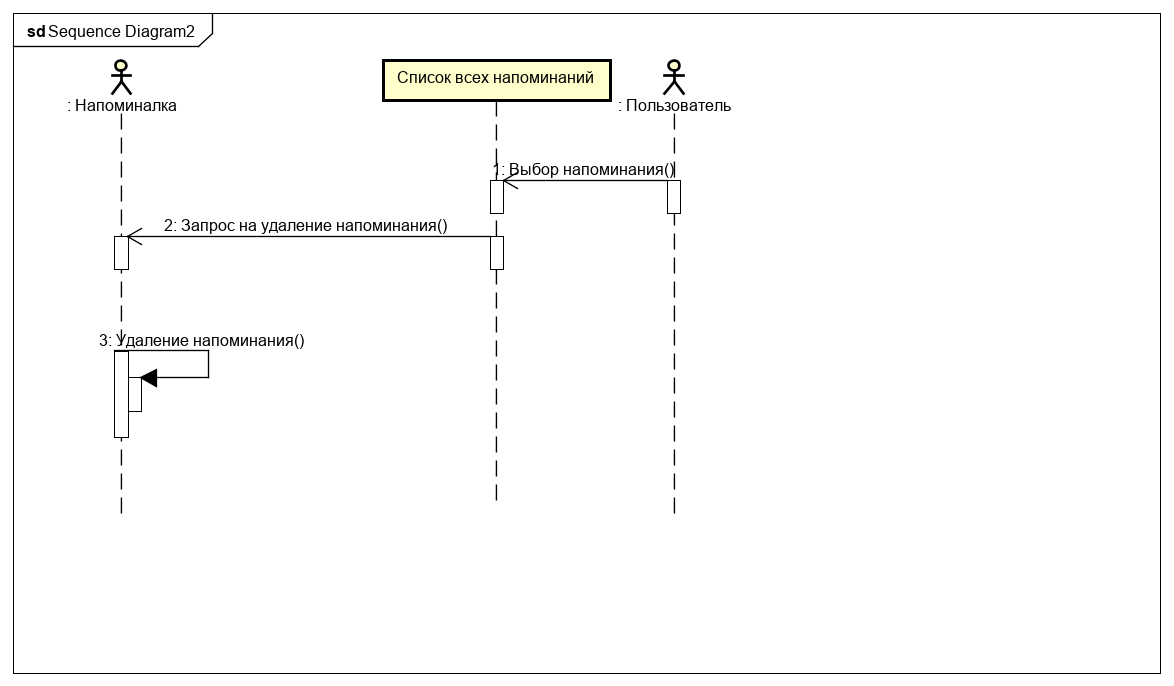 sd Sequence Diagram2
: Напоминалка
Список всех напоминаний
: Пользователь
1: Выбор напоминания()
2: Запрос на удаление напоминания()
3: Удаление напоминания()